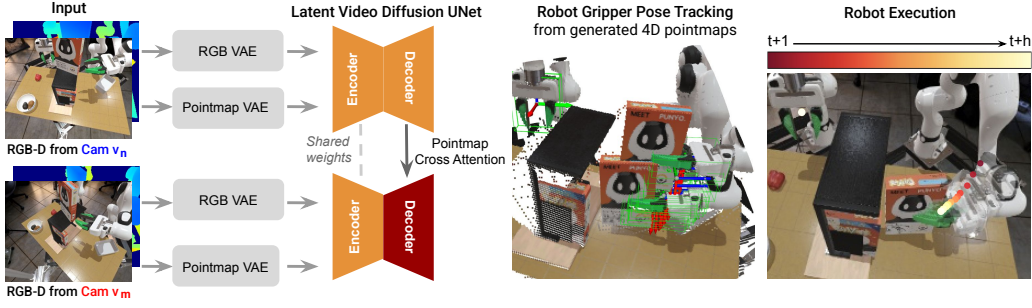 Input
RGB-D from Cam vn
RGB-D from Cam vm
RGB VAE
Pointmap VAE
RGB VAE
Pointmap VAE
Latent Video Diffusion UNet
Encoder
Decoder
Shared
weights
Pointmap
Cross Attention
Encoder
Decoder
Robot Gripper Pose Tracking
from generated 4D pointmaps
MEET PUNYO.
Robot Execution
t+1
t+h